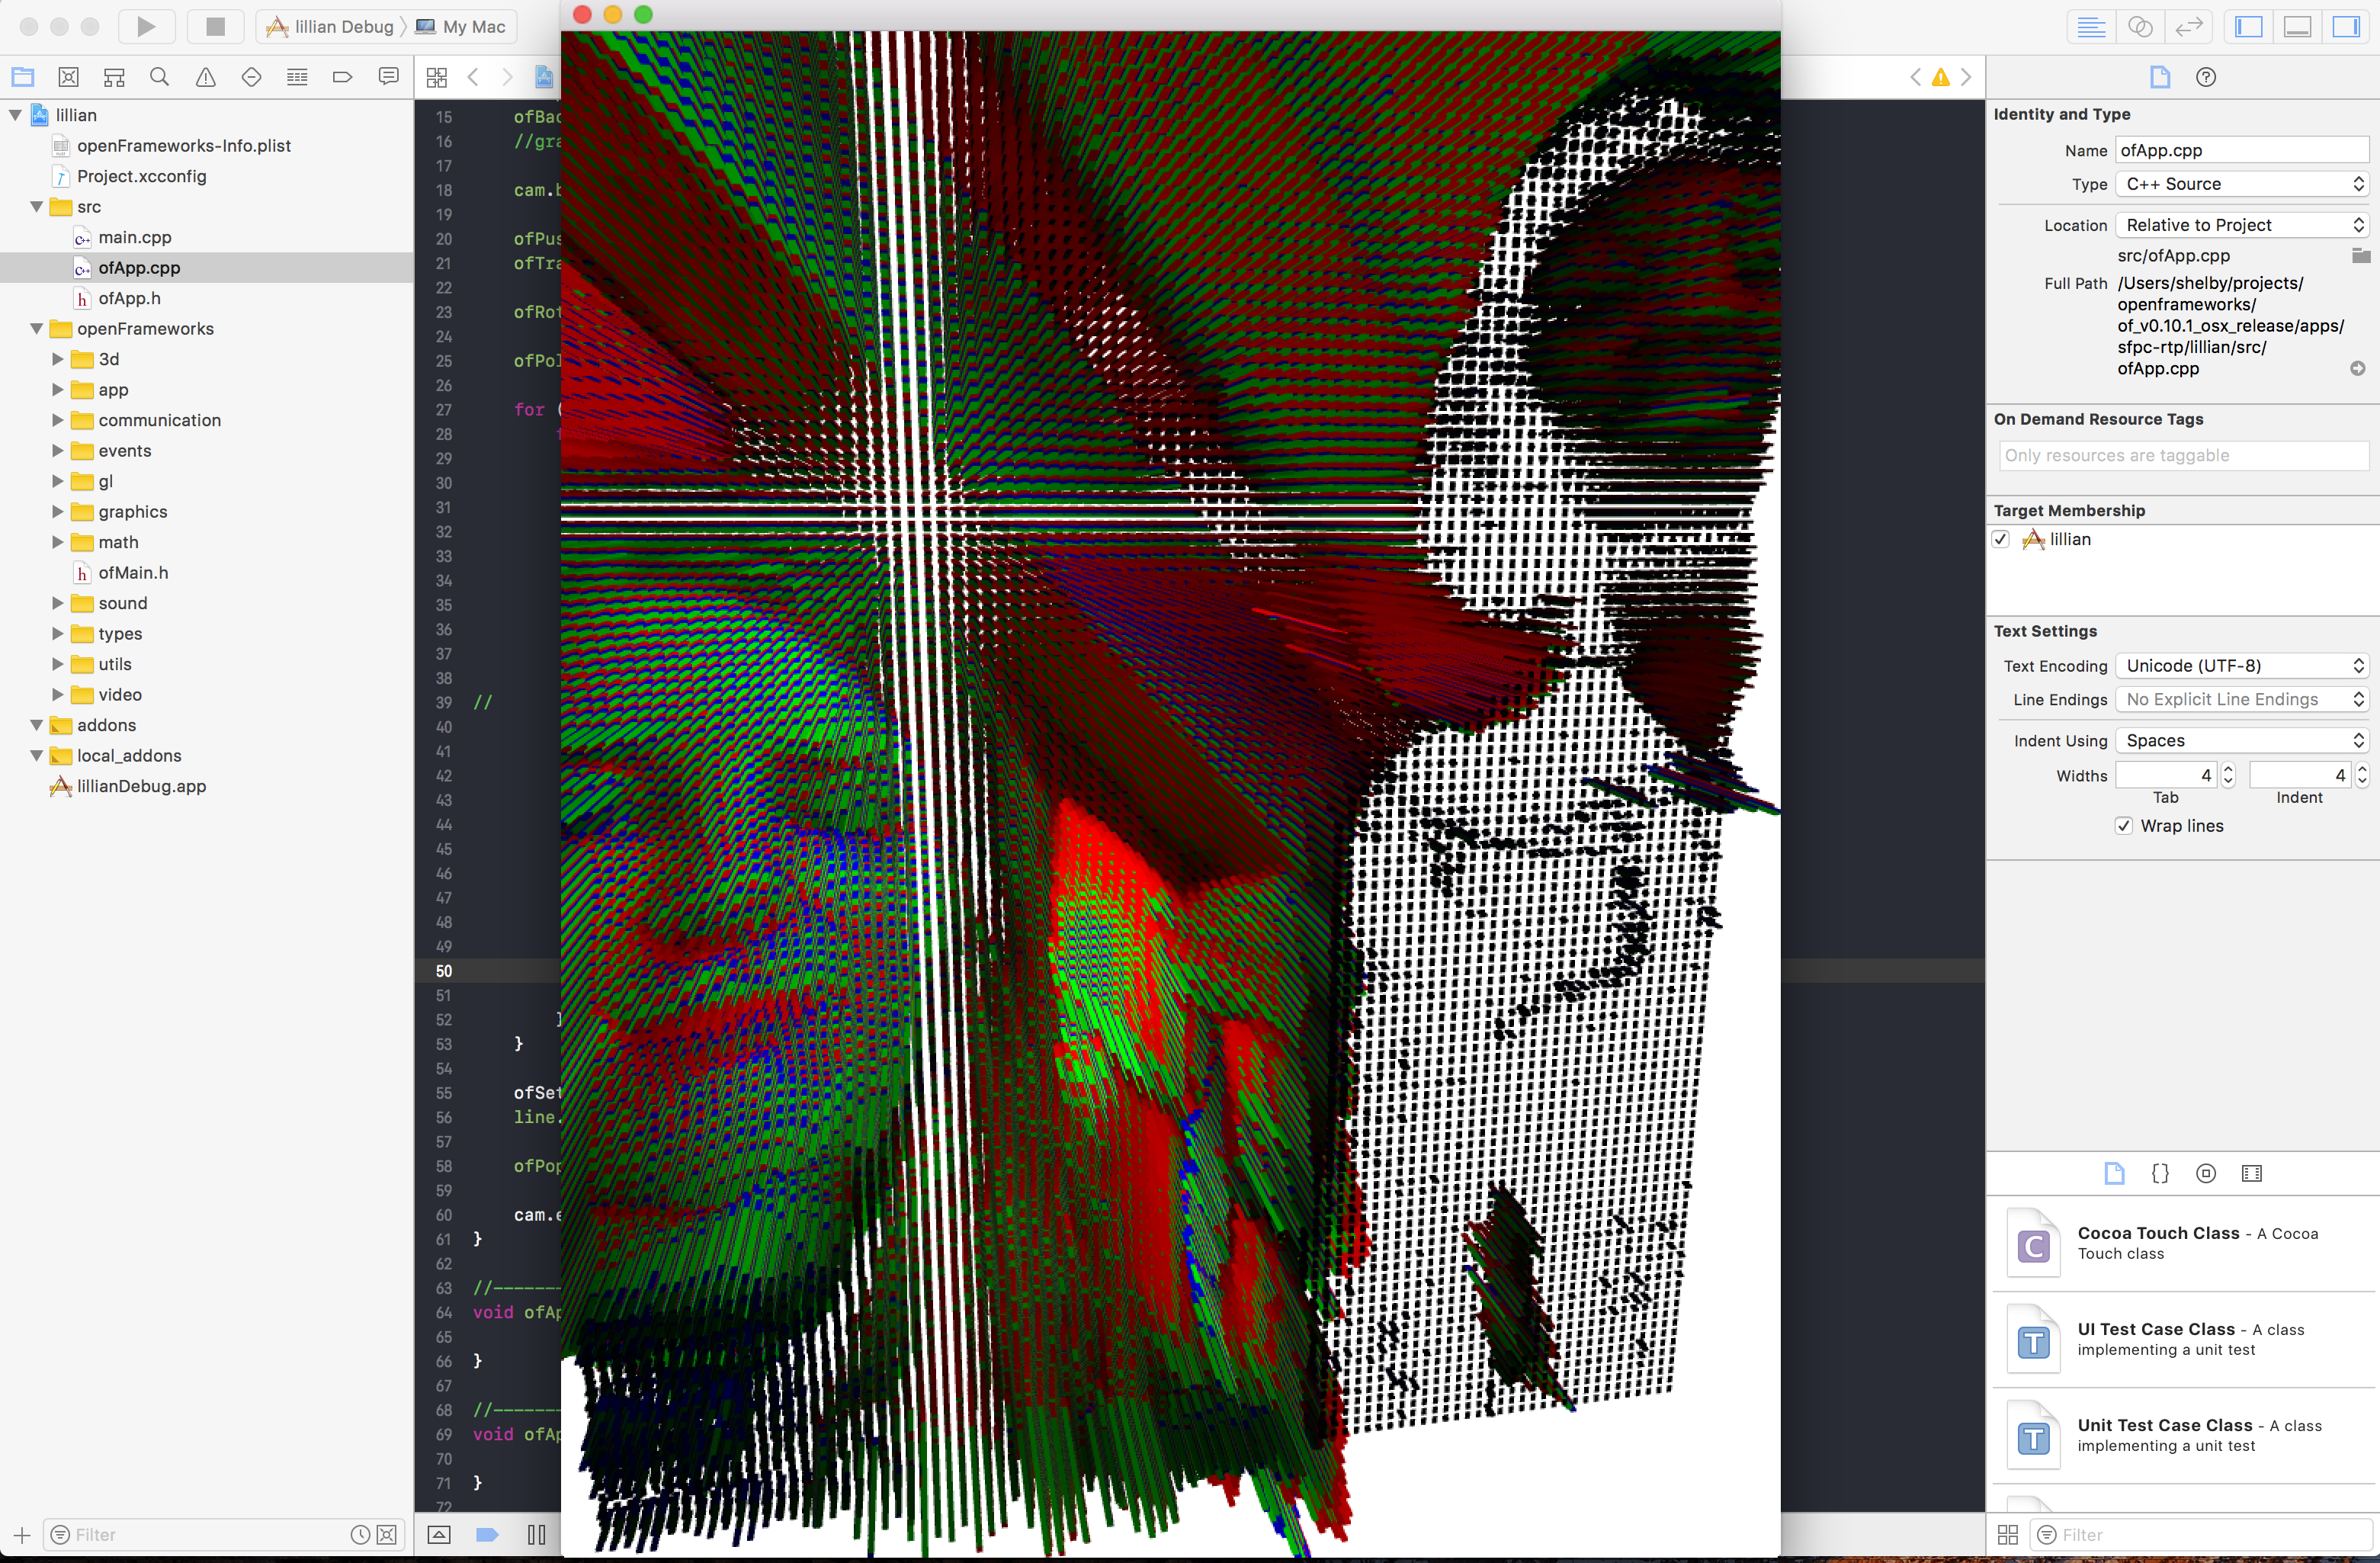 lillian Debug 〉 My Mac
lillian
openFrameworks-Info.plist
Project.xcconfig
src
main.cpp
ofApp.cpp
ofApp.h
openFrameworks
3d
app
communication
events
gl
graphics
math
ofMain.h
sound
types
utils
video
addons
local_addons
lillianDebug.app
Filter
15 ofBac
16 //gra
17
18 cam.b
19
20 ofPus
21 ofTra
22
23 ofRot
24
25 ofPol
26
27 for (
28
29
30
31
32
33
34
35
36
37
38
39 //
40
41
42
43
44
45
46
47
48
49
50
51
52 ]
53 }
54
55 ofSet
56 line.
57
58 ofPop
59
60 cam.e
61 }
62
63 //-------
64 void ofAp
65
66 }
67
68 //-------
69 void ofAp
70
71 }
72
Identity and Type
Name ofApp.cpp
Type C++ Source
Location Relative to Project
src/ofApp.cpp
Full Path /Users/shelby/projects/
openframeworks/
of_v0.10.1_osx_release/apps/
sfpc-rtp/lillian/src/
ofApp.cpp
On Demand Resource Tags
Only resources are taggable
Target Membership
lillian
Text Settings
Text Encoding Unicode (UTF-8)
Line Endings No Explicit Line Endings
Indent Using Spaces
Widths 4 4
Tab Indent
Wrap lines
{}
C Cocoa Touch Class - A Cocoa
Touch class
T UI Test Case Class - A class
implementing a unit test
T Unit Test Case Class - A class
implementing a unit test
Filter